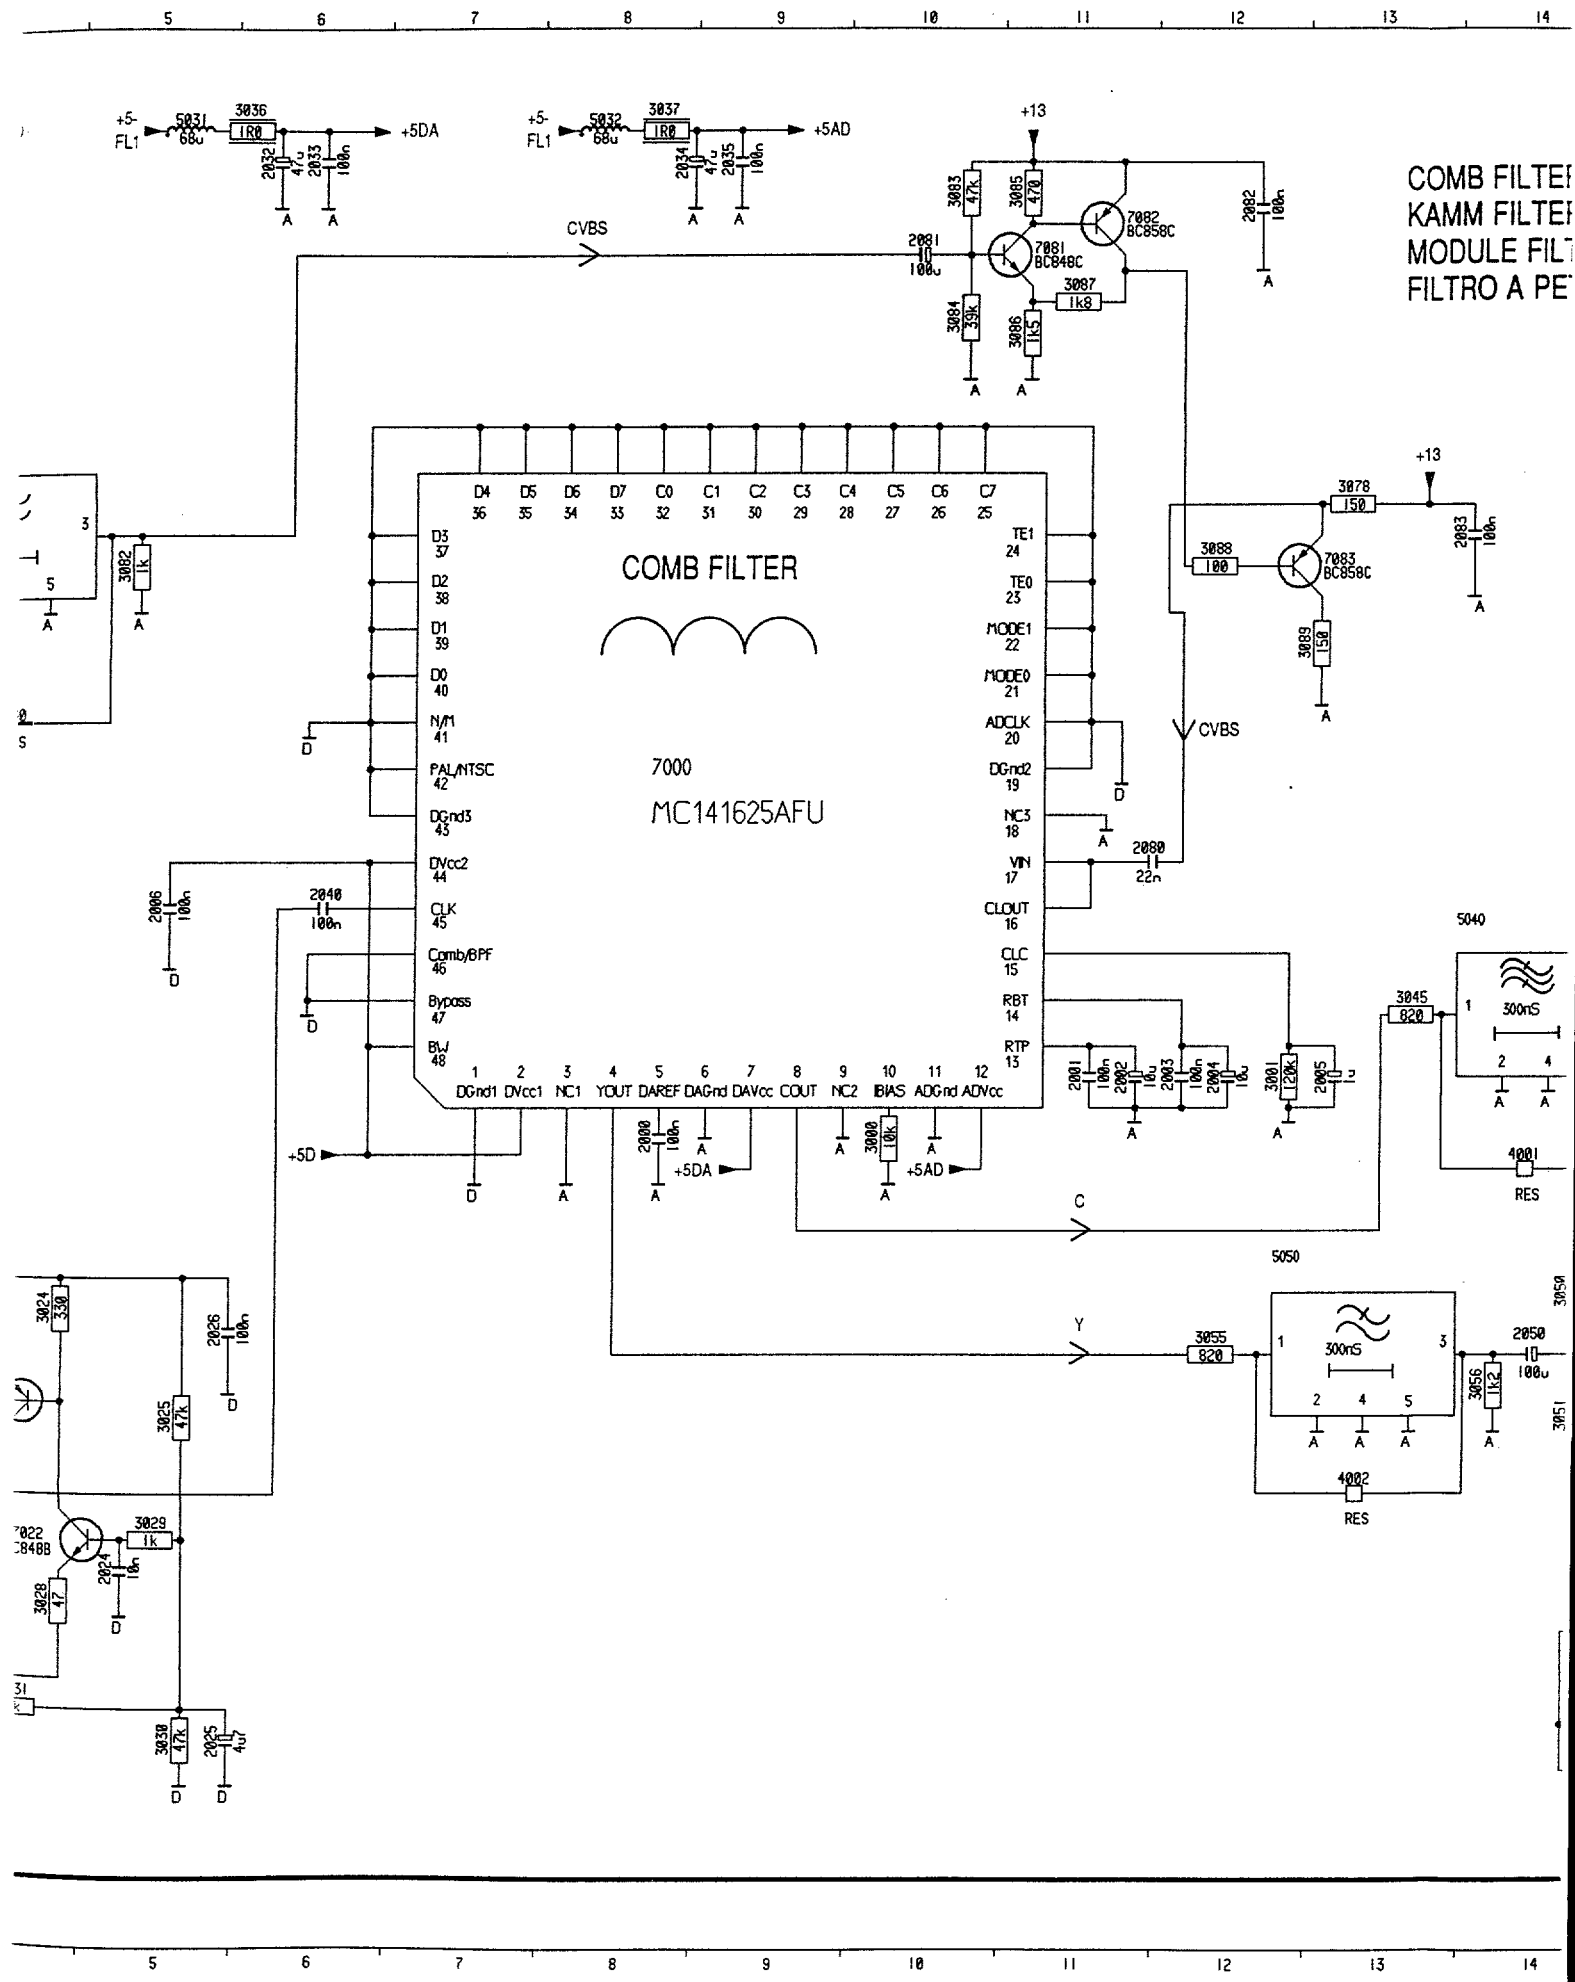 5 6 7 8 9 10 11 12 13 14
+5- FL1 5031 68u 3036 1R0 +5DA
2032 47u 2033 100n
A A
+5- FL1 5032 68u 3037 1R0 +5AD
2034 47u 2035 100n
A A
+13
3083 47k 3085 470
7082 BC858C
2082 100n
A
COMB FILTE
KAMM FILTE
MODULE FIL
FILTRO A PE
CVBS
2081 100u
7081 BC848C
3087 1k8
3084 39k 3086 1k5
A A
3
5
A
3082 1k
A
D4 D5 D6 D7 C0 C1 C2 C3 C4 C5 C6 C7
36 35 34 33 32 31 30 29 28 27 26 25
D3 37
D2 38
D1 39
D0 40
N/M 41
D
PAL/NTSC 42
DGnd3 43
DVcc2 44
CLK 45
Comb/BPF 46
Bypass 47
BW 48
COMB FILTER
7000
MC141625AFU
TE1 24
TE0 23
MODE1 22
MODE0 21
ADCLK 20
DGnd2 19
D
NC3 18
A
VIN 17
CLOUT 16
CLC 15
RBT 14
RTP 13
1 2 3 4 5 6 7 8 9 10 11 12
DGnd1 DVcc1 NC1 YOUT DAREF DAGnd DAVcc COUT NC2 IBIAS ADGnd ADVcc
+13
3078 150
2083 100n
A
3088 100
7083 BC858C
3089 150
A
CVBS
2080 22n
2006 100n
D
2040 100n
D
S
2001 100n 2002 10u 2003 100n 2004 10u
A
3001 120k 2005 1u
A
5040
3045 820
1
300nS
2 4
A A
4001
RES
+5D
D
A
2000 100n
A
A
+5DA
A
3000 10k
A
A
+5AD
C
Y
5050
3055 820
1
300nS
3
2 4 5
A A A
3056 1k2
A
2050 100u
3050
3051
4002
RES
3024 330
2026 100n
D
3025 47k
7022
C848B
3029 1k
2024 10n
D
3028 47
31
3030 47k
D
2025 4u7
D
5 6 7 8 9 10 11 12 13 14